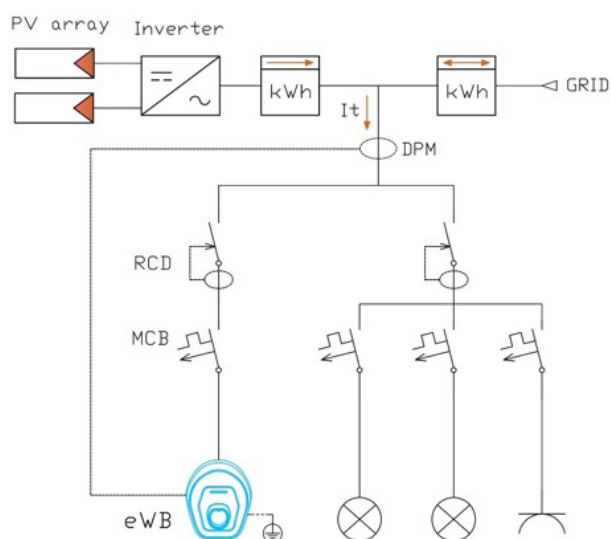 PV array
Inverter
kWh
kWh
GRID
It
DPM
RCD
MCB
eWB